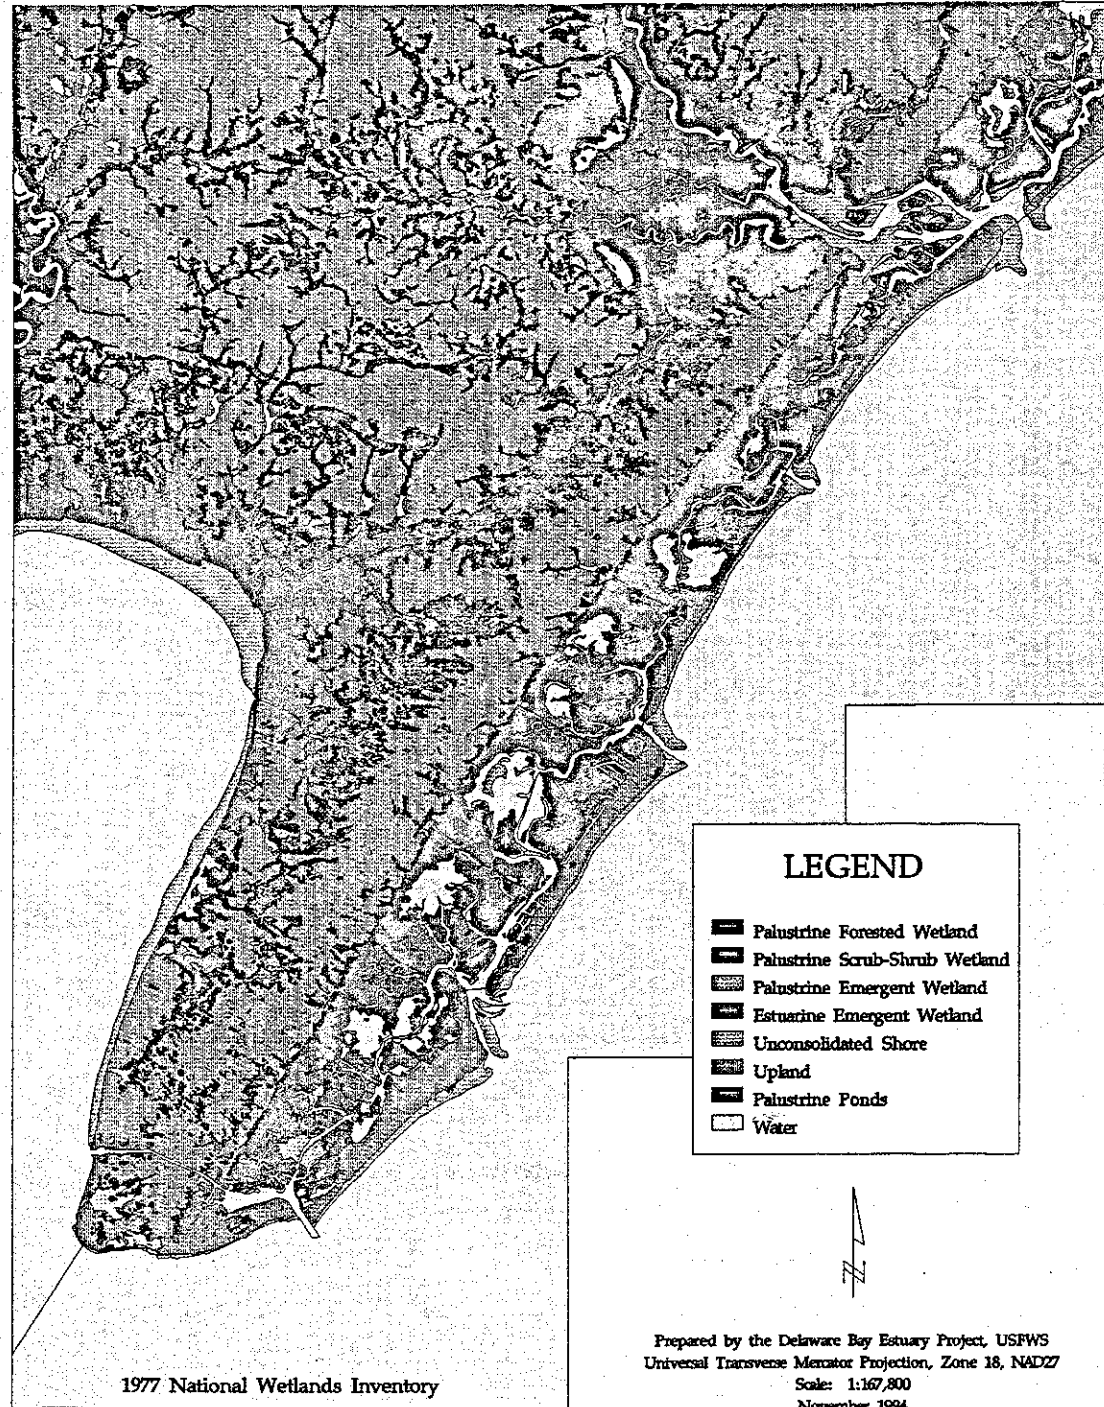 LEGEND
Palustrine Forested Wetland
Palustrine Scrub-Shrub Wetland
Palustrine Emergent Wetland
Estuarine Emergent Wetland
Unconsolidated Shore
Upland
Palustrine Ponds
Water
Prepared by the Delaware Bay Estuary Project, USFWS
Universal Transverse Mercator Projection, Zone 18, NAD27
Scale: 1:167,800
November 1994
1977 National Wetlands Inventory